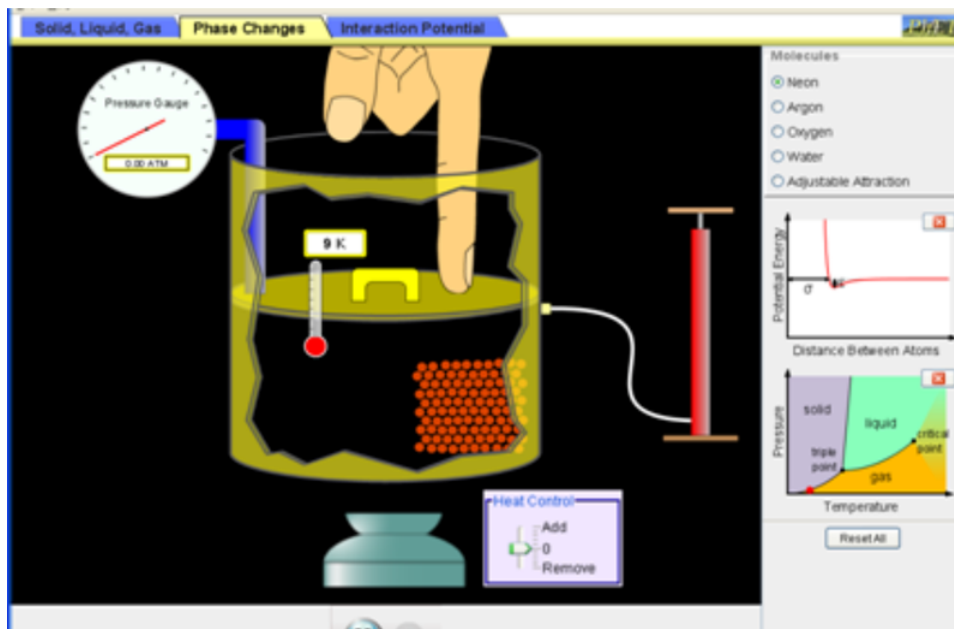 Solid, Liquid, Gas
Phase Changes
Interaction Potential
Molecules
Neon
Argon
Oxygen
Water
Adjustable Attraction
Pressure Gauge
0.00 ATM
9 K
Potential Energy
σ
Distance Between Atoms
Pressure
solid
liquid
critical
point
triple
point
gas
Temperature
Heat Control
Add
0
Remove
Reset All